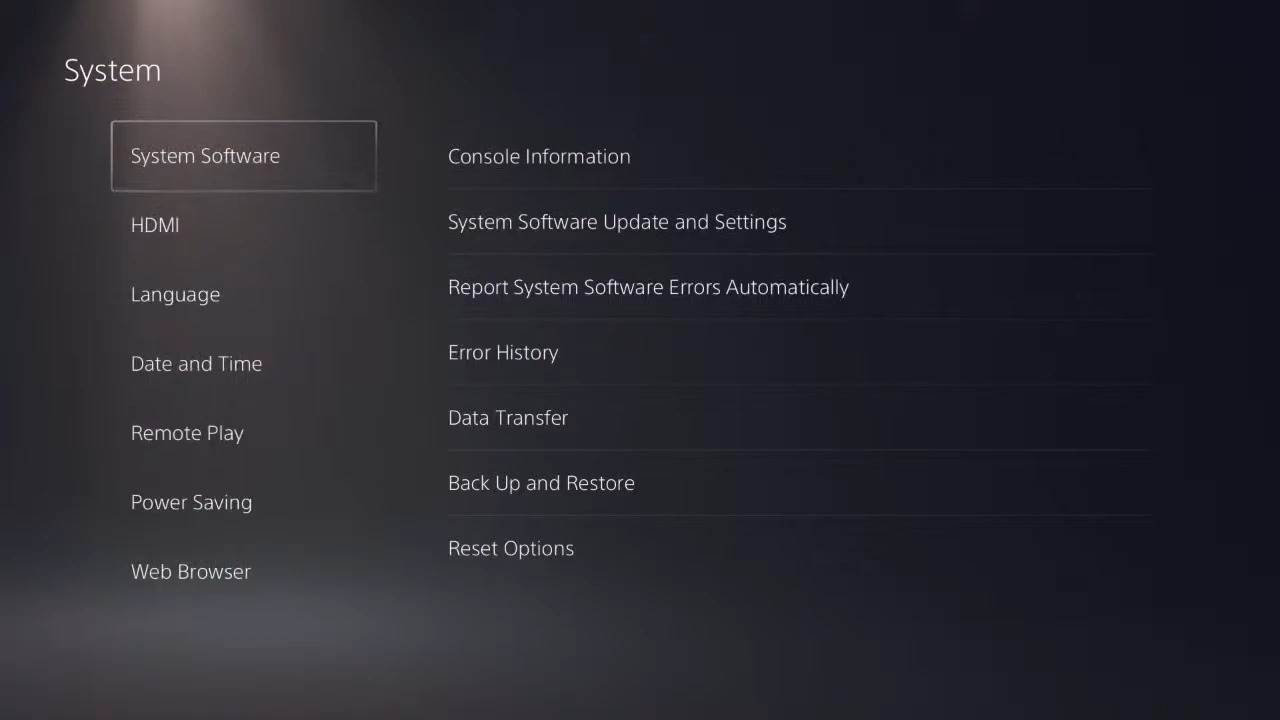 System
System Software
HDMI
Language
Date and Time
Remote Play
Power Saving
Web Browser
Console Information
System Software Update and Settings
Report System Software Errors Automatically
Error History
Data Transfer
Back Up and Restore
Reset Options